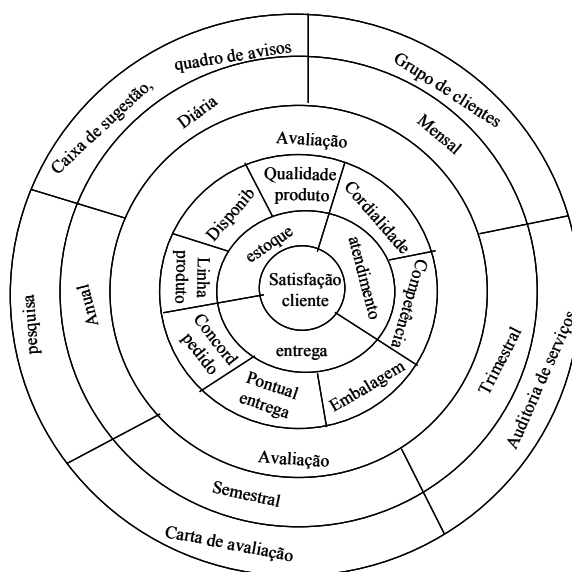 Caixa de sugestão, quadro de avisos
Grupo de clientes
Diária
Mensal
Avaliação
Qualidade
produto
Disponib
Cordialidade
estoque
atendimento
Linha
produto
Satisfação
cliente
Competência
Anual
pesquisa
Concord
pedido
entrega
Pontual
entrega
Embalagem
Trimestral
Auditoria de serviços
Avaliação
Semestral
Carta de avaliação